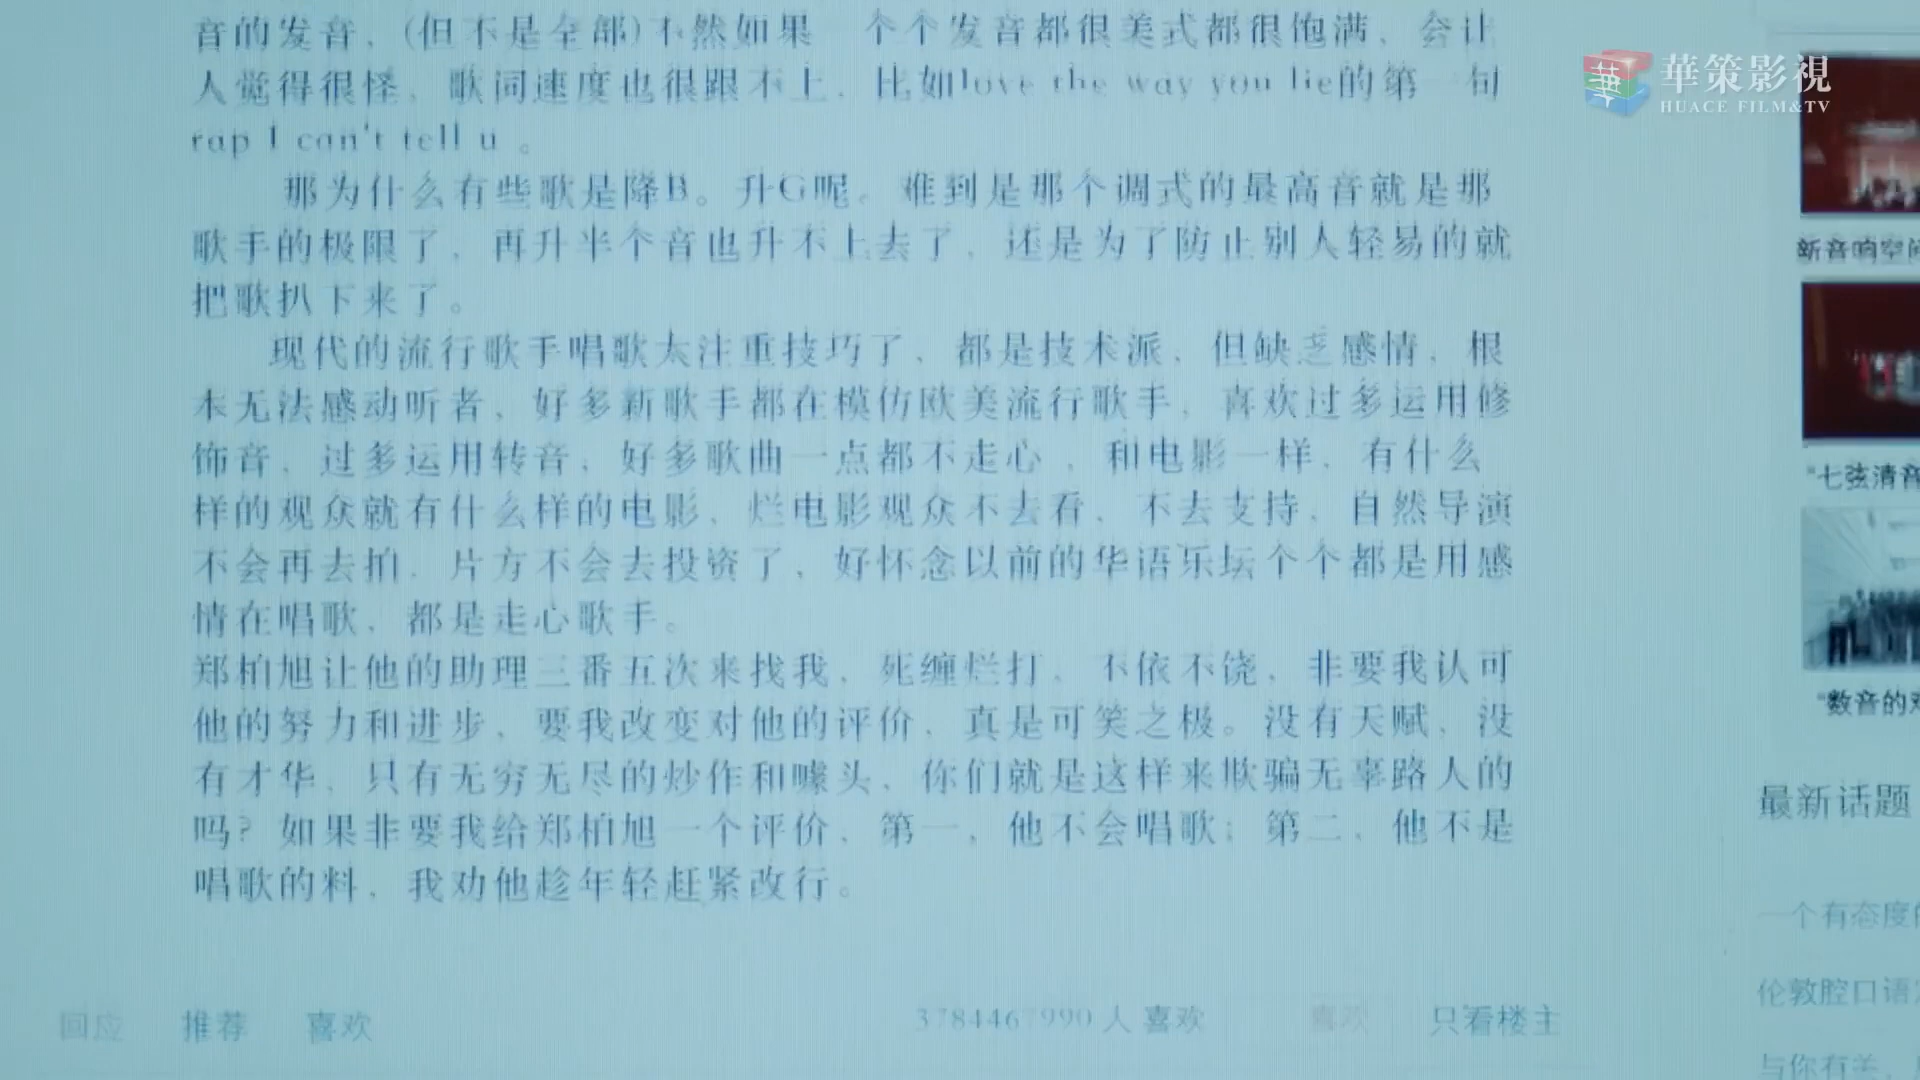 音的发音，(但不是全部)不然如果一个个发音都很美式都很饱满，会让
人觉得很怪，歌词速度也很跟不上，比如love the way you lie的第一句
rap I can't tell u 。
那为什么有些歌是降B。升G呢。难到是那个调式的最高音就是那
歌手的极限了，再升半个音也升不上去了，还是为了防止别人轻易的就
把歌扒下来了。
现代的流行歌手唱歌太注重技巧了，都是技术派，但缺乏感情，根
本无法感动听者，好多新歌手都在模仿欧美流行歌手，喜欢过多运用修
饰音，过多运用转音，好多歌曲一点都不走心，和电影一样，有什么
样的观众就有什么样的电影，烂电影观众不去看，不去支持，自然导演
不会再去拍，片方不会去投资了，好怀念以前的华语乐坛个个都是用感
情在唱歌，都是走心歌手。
郑柏旭让他的助理三番五次来找我，死缠烂打，不依不饶，非要我认可
他的努力和进步，要我改变对他的评价，真是可笑之极。没有天赋，没
有才华，只有无穷无尽的炒作和噱头，你们就是这样来欺骗无辜路人的
吗？如果非要我给郑柏旭一个评价，第一，他不会唱歌；第二，他不是
唱歌的料，我劝他趁年轻赶紧改行。
回应 推荐 喜欢 3784467990人喜欢 喜欢 只看楼主
華策影視
HUACE FILM&TV
新音响空间
"七弦清音
"数音的
最新话题
一个有态度的
伦敦腔口语
与你有关，